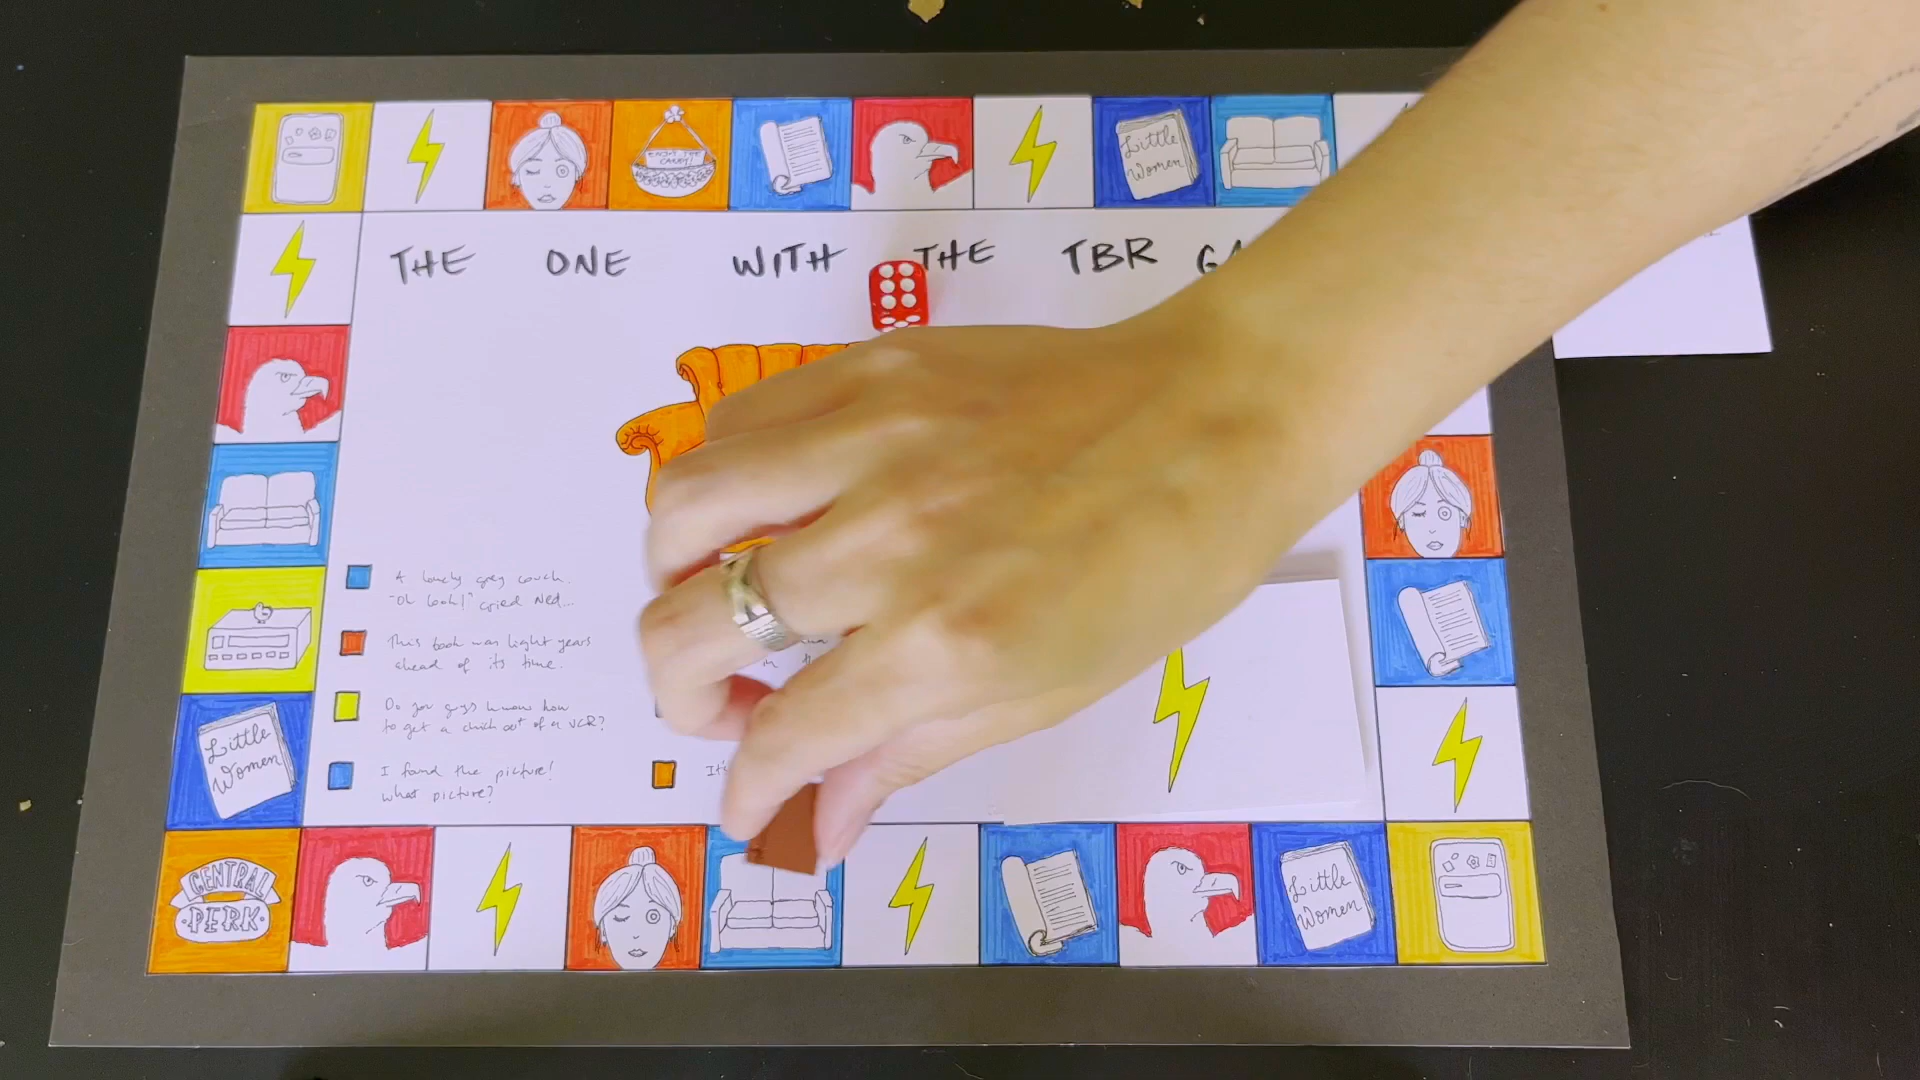 ENJOY THE
CANDY!
Little
Women
THE ONE WITH THE TBR
A lonely grey couch.
"Oh look!" cried Ned...
This book was light years
ahead of its time.
Do you guys know how
to get a chick out of a VCR?
I found the picture!
What picture?
in
It's
Little
Women
CENTRAL
PERK
Little
Women